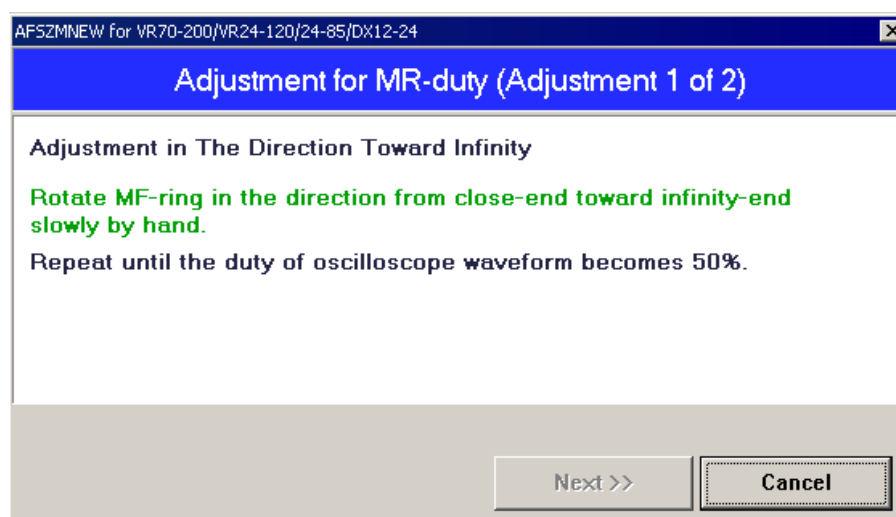 AFSZMNEW for VR70-200/VR24-120/24-85/DX12-24
Adjustment for MR-duty (Adjustment 1 of 2)
Adjustment in The Direction Toward Infinity
Rotate MF-ring in the direction from close-end toward infinity-end
slowly by hand.
Repeat until the duty of oscilloscope waveform becomes 50%.
Next >>
Cancel